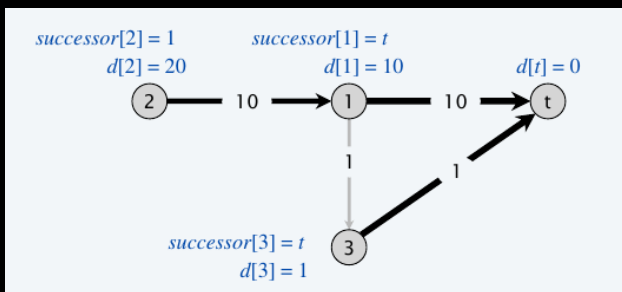 successor[2] = 1
successor[1] = t
d[2] = 20
d[1] = 10
d[t] = 0
2
10
1
10
t
1
1
successor[3] = t
3
d[3] = 1